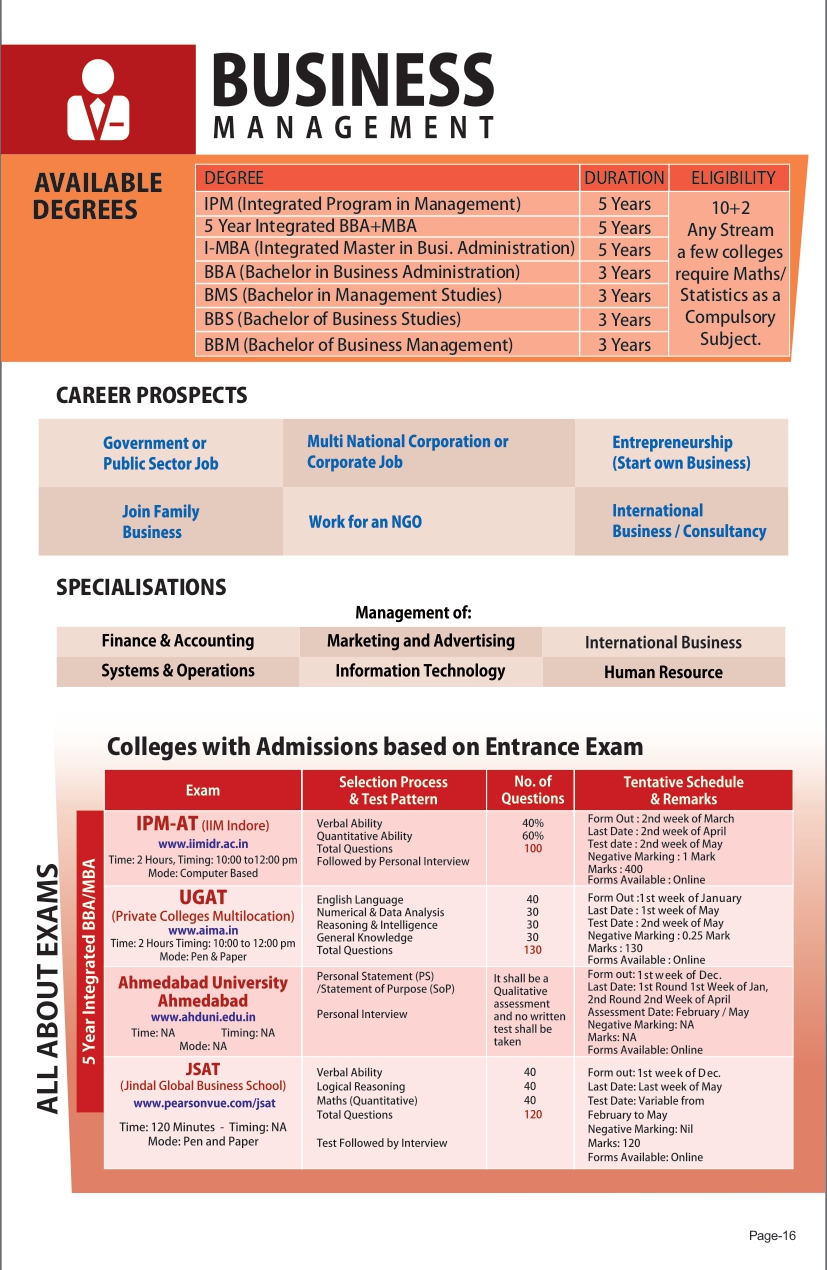 BUSINESS
MANAGEMENT
AVAILABLE
DEGREES
DEGREE DURATION ELIGIBILITY
IPM (Integrated Program in Management) 5 Years
5 Year Integrated BBA+MBA 5 Years
I-MBA (Integrated Master in Busi. Administration) 5 Years
BBA (Bachelor in Business Administration) 3 Years
BMS (Bachelor in Management Studies) 3 Years
BBS (Bachelor of Business Studies) 3 Years
BBM (Bachelor of Business Management) 3 Years
10+2
Any Stream
a few colleges
require Maths/
Statistics as a
Compulsory
Subject.
CAREER PROSPECTS
Government or
Public Sector Job
Multi National Corporation or
Corporate Job
Entrepreneurship
(Start own Business)
Join Family
Business
Work for an NGO
International
Business / Consultancy
SPECIALISATIONS
Management of:
Finance & Accounting Marketing and Advertising International Business
Systems & Operations Information Technology Human Resource
Colleges with Admissions based on Entrance Exam
ALL ABOUT EXAMS
5 Year Integrated BBA/MBA
Exam
Selection Process
& Test Pattern
No. of
Questions
Tentative Schedule
& Remarks
IPM-AT (IIM Indore)
www.iimidr.ac.in
Time: 2 Hours, Timing: 10:00 to12:00 pm
Mode: Computer Based
Verbal Ability 40%
Quantitative Ability 60%
Total Questions 100
Followed by Personal Interview
Form Out : 2nd week of March
Last Date : 2nd week of April
Test date : 2nd week of May
Negative Marking : 1 Mark
Marks : 400
Forms Available : Online
UGAT
(Private Colleges Multilocation)
www.aima.in
Time: 2 Hours Timing: 10:00 to 12:00 pm
Mode: Pen & Paper
English Language 40
Numerical & Data Analysis 30
Reasoning & Intelligence 30
General Knowledge 30
Total Questions 130
Form Out :1st week of January
Last Date : 1st week of May
Test Date : 2nd week of May
Negative Marking : 0.25 Mark
Marks : 130
Forms Available : Online
Ahmedabad University
Ahmedabad
www.ahduni.edu.in
Time: NA Timing: NA
Mode: NA
Personal Statement (PS)
/Statement of Purpose (SoP)
Personal Interview
It shall be a
Qualitative
assessment
and no written
test shall be
taken
Form out: 1st week of Dec.
Last Date: 1st Round 1st Week of Jan,
2nd Round 2nd Week of April
Assessment Date: February / May
Negative Marking: NA
Marks: NA
Forms Available: Online
JSAT
(Jindal Global Business School)
www.pearsonvue.com/jsat
Time: 120 Minutes - Timing: NA
Mode: Pen and Paper
Verbal Ability 40
Logical Reasoning 40
Maths (Quantitative) 40
Total Questions 120
Test Followed by Interview
Form out: 1st week of Dec.
Last Date: Last week of May
Test Date: Variable from
February to May
Negative Marking: Nil
Marks: 120
Forms Available: Online
Page-16